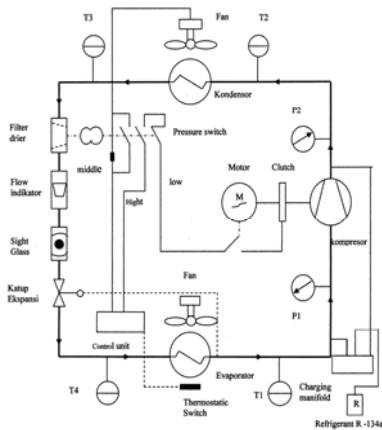 T3
Fan
T2
Kondensor
P2
Filter
drier
Pressure switch
middle
Motor
Clutch
Flow
indikator
low
Hight
M
kompresor
Sight
Glass
Fan
Katup
Ekspansi
P1
Control unit
Evaporator
T4
T1
Charging
manifold
Thermostatic
Switch
R
Refrigerant R -134a